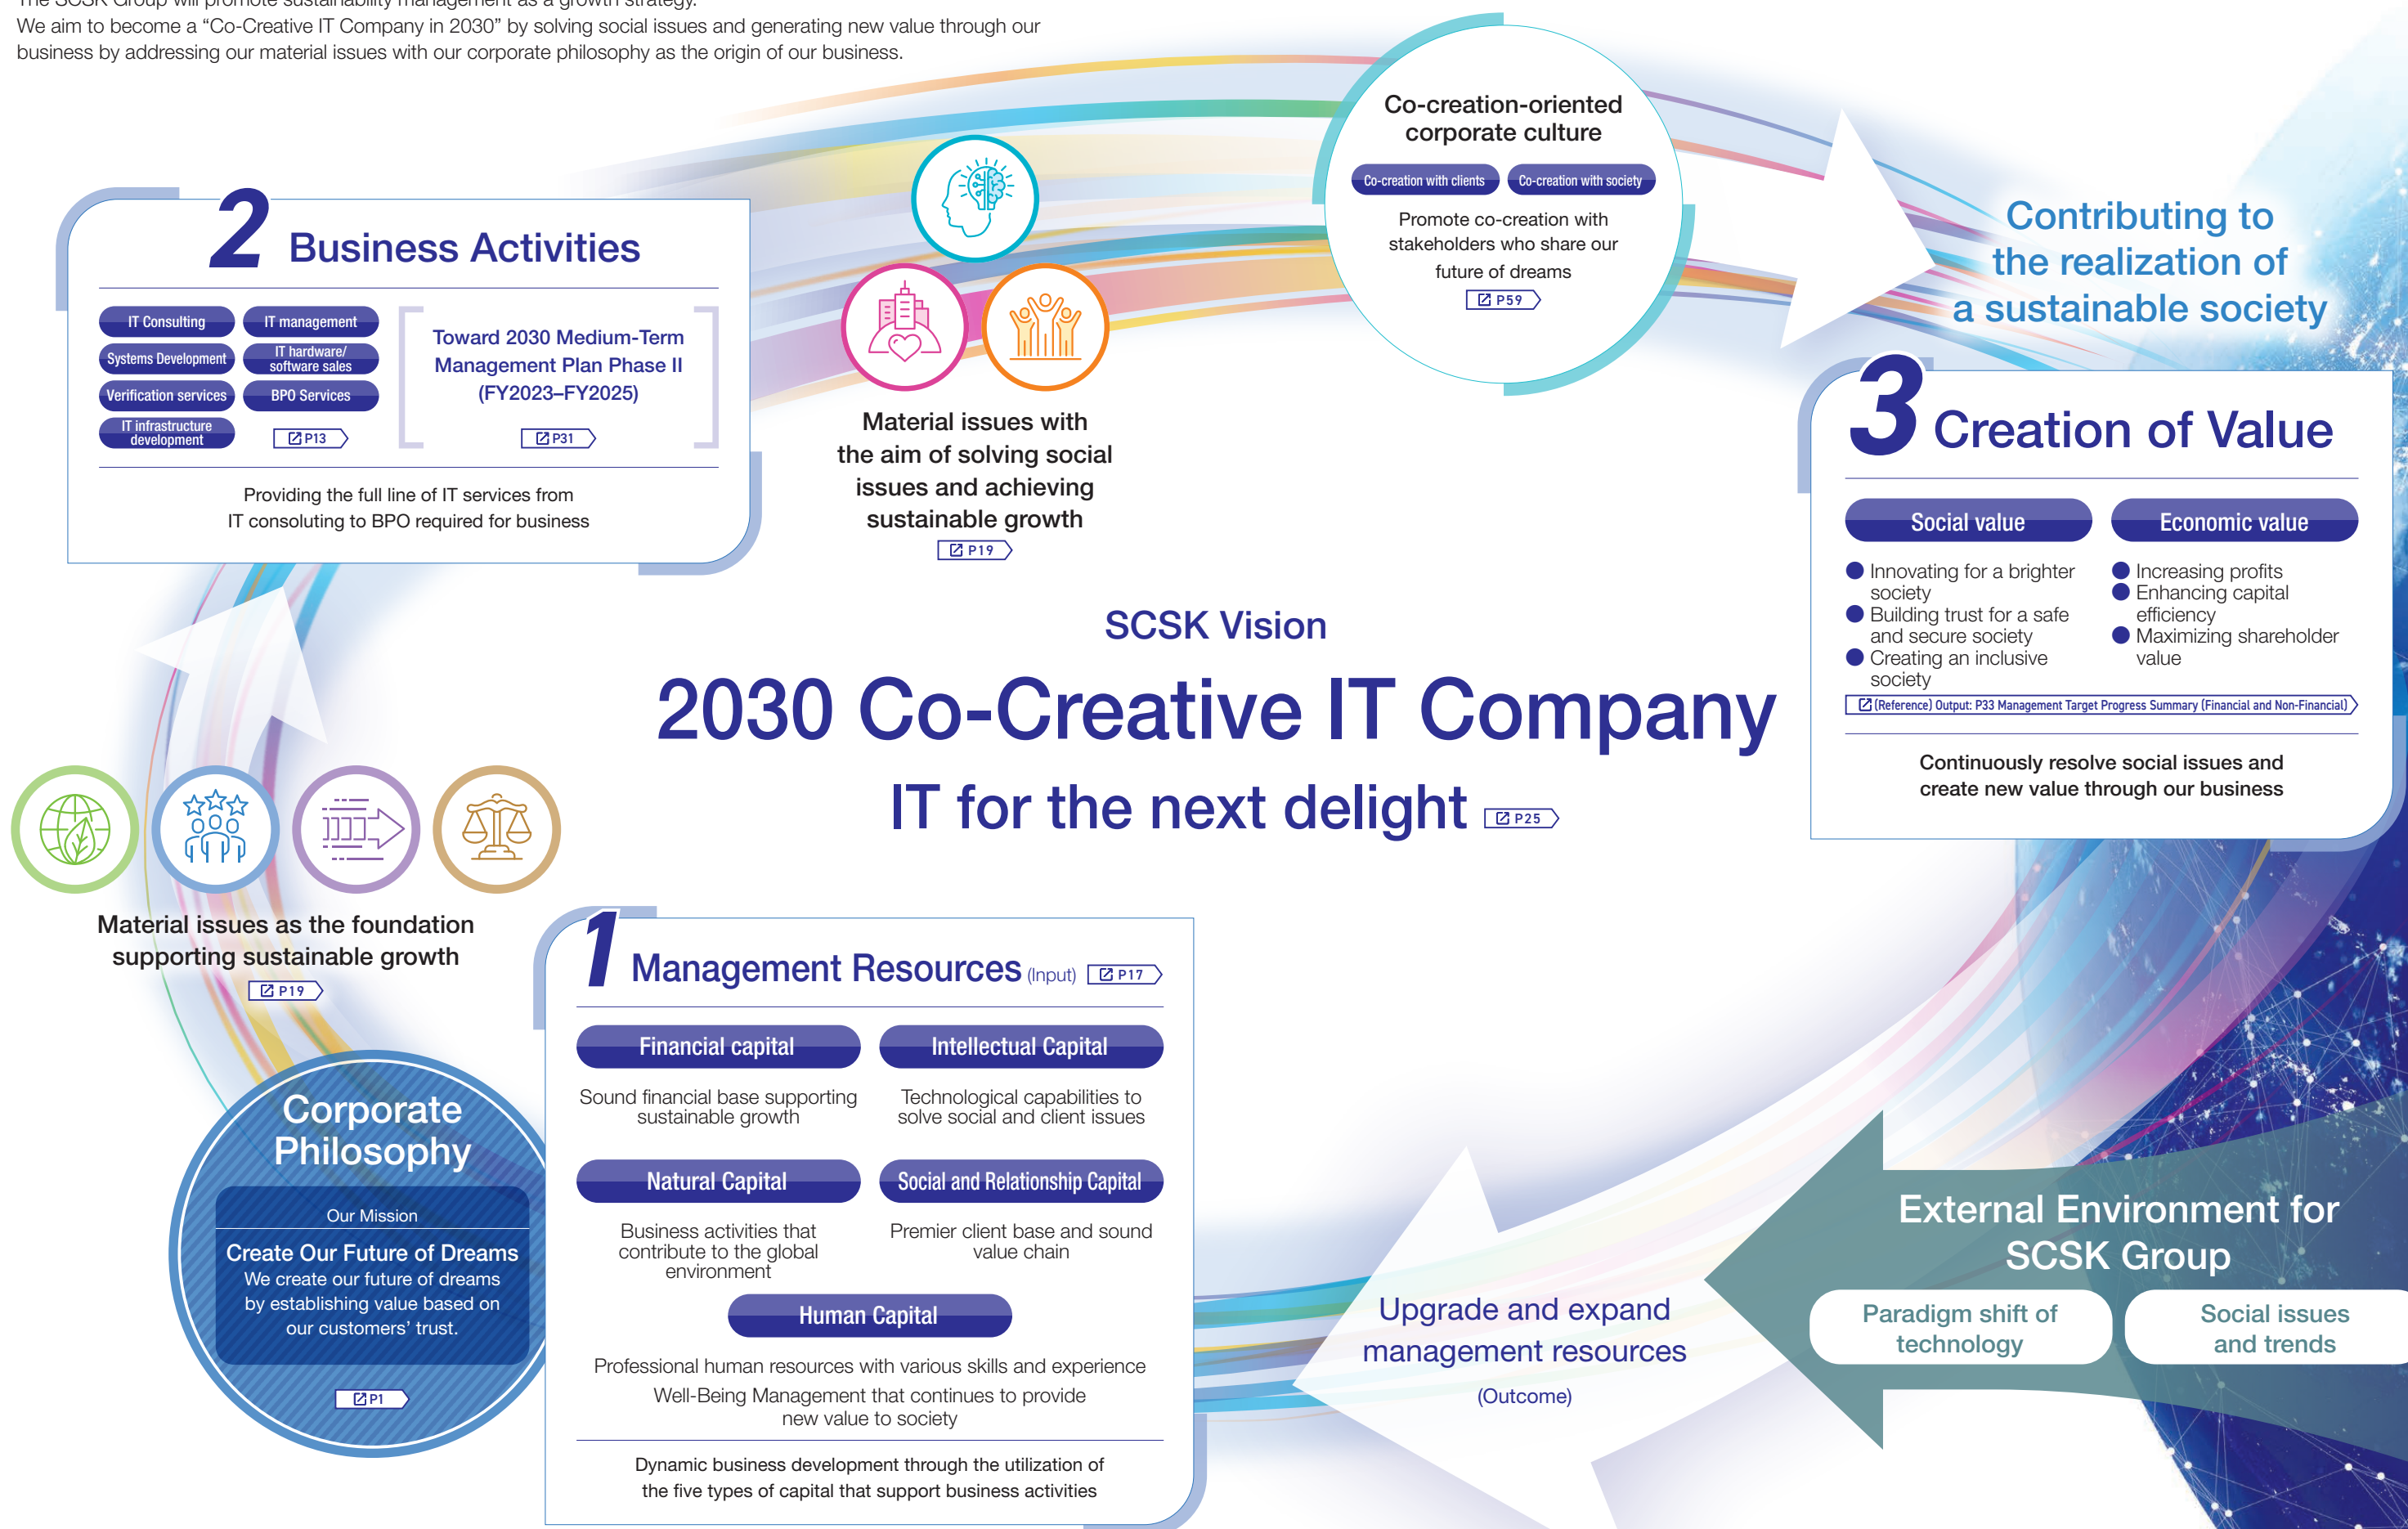 The SCSK Group will promote sustainability management as a growth strategy.
We aim to become a “Co-Creative IT Company in 2030” by solving social issues and generating new value through our
business by addressing our material issues with our corporate philosophy as the origin of our business.
Co-creation-oriented
corporate culture
Co-creation with clients
Co-creation with society
Promote co-creation with
stakeholders who share our
future of dreams
P59
Contributing to
the realization of
a sustainable society
2 Business Activities
IT Consulting
IT management
Systems Development
IT hardware/
software sales
Verification services
BPO Services
IT infrastructure
development
P13
Toward 2030 Medium-Term
Management Plan Phase II
(FY2023–FY2025)
P31
Providing the full line of IT services from
IT consoluting to BPO required for business
Material issues with
the aim of solving social
issues and achieving
sustainable growth
P19
3 Creation of Value
Social value
Innovating for a brighter
society
Building trust for a safe
and secure society
Creating an inclusive
society
Economic value
Increasing profits
Enhancing capital
efficiency
Maximizing shareholder
value
(Reference) Output: P33 Management Target Progress Summary (Financial and Non-Financial)
Continuously resolve social issues and
create new value through our business
SCSK Vision
2030 Co-Creative IT Company
IT for the next delight P25
Material issues as the foundation
supporting sustainable growth
P19
Corporate
Philosophy
Our Mission
Create Our Future of Dreams
We create our future of dreams
by establishing value based on
our customers’ trust.
P1
1 Management Resources (Input) P17
Financial capital
Sound financial base supporting
sustainable growth
Intellectual Capital
Technological capabilities to
solve social and client issues
Natural Capital
Business activities that
contribute to the global
environment
Social and Relationship Capital
Premier client base and sound
value chain
Human Capital
Professional human resources with various skills and experience
Well-Being Management that continues to provide
new value to society
Dynamic business development through the utilization of
the five types of capital that support business activities
Upgrade and expand
management resources
(Outcome)
External Environment for
SCSK Group
Paradigm shift of
technology
Social issues
and trends